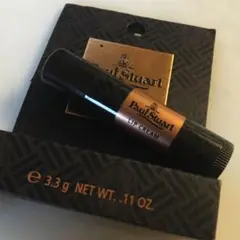 Paul Stuart
Paul Stuart
LIP CREAM
℮ 3.3 g NET WT. .11 OZ.